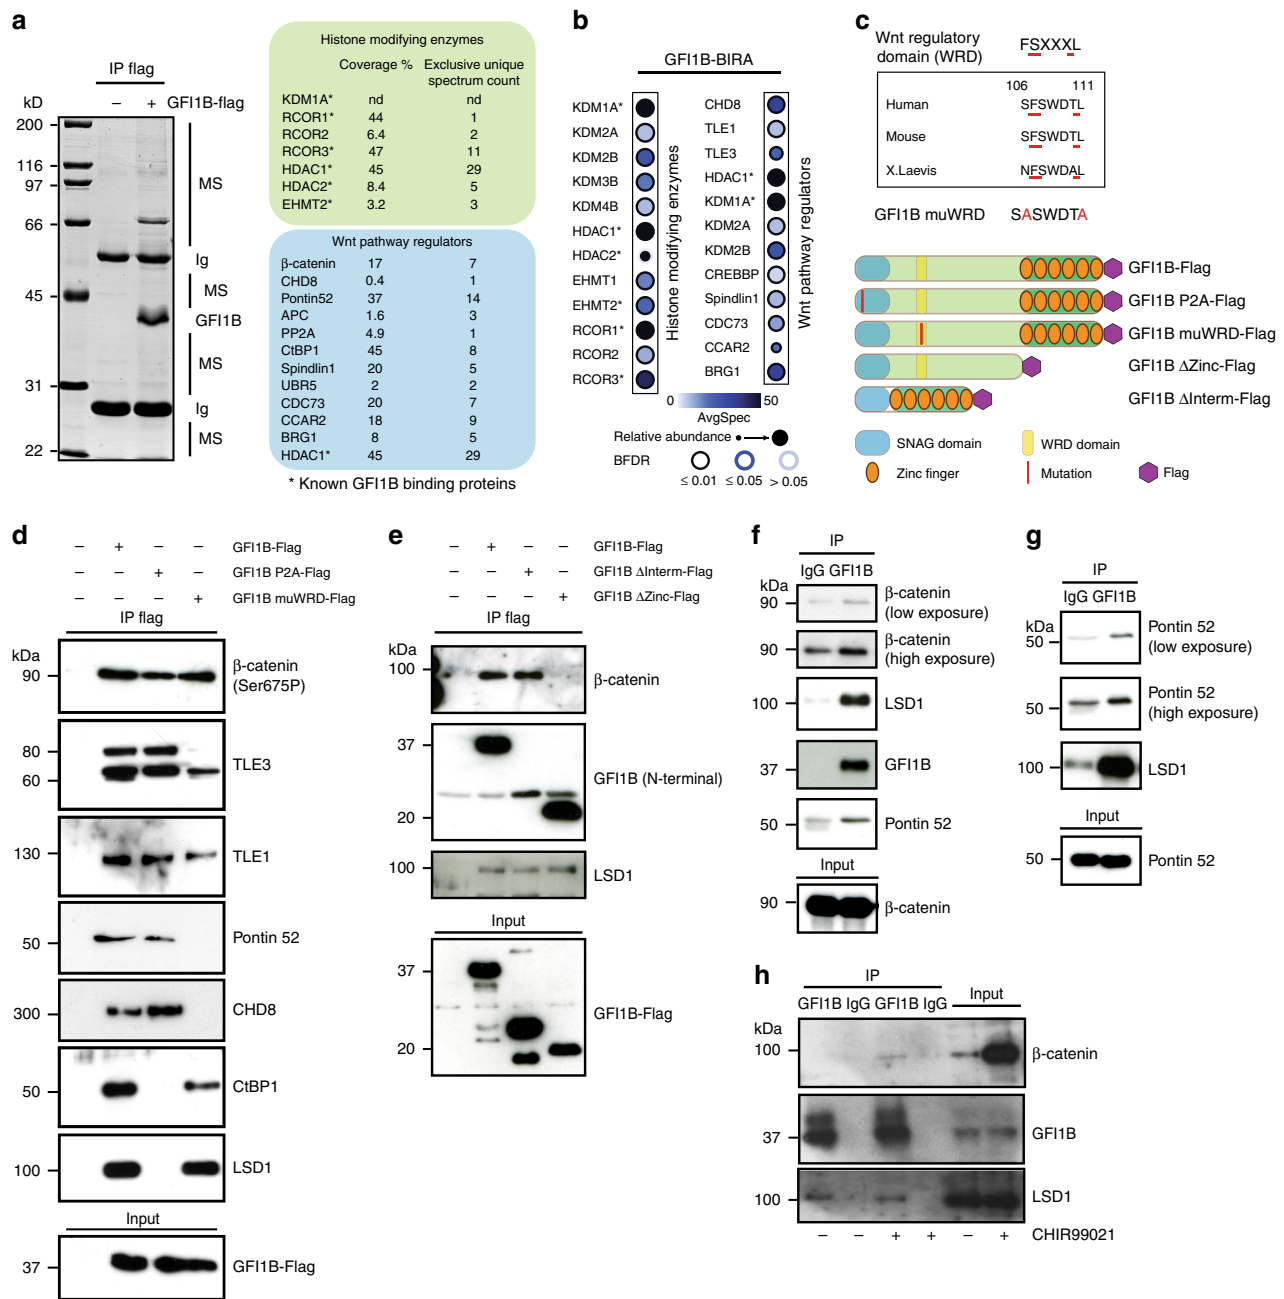 a
IP flag
kD
− + GFI1B-flag
200
116
97
66
45
31
22
MS
Ig
MS
GFI1B
MS
Ig
MS
Histone modifying enzymes
Coverage % Exclusive unique
spectrum count
KDM1A* nd nd
RCOR1* 44 1
RCOR2 6.4 2
RCOR3* 47 11
HDAC1* 45 29
HDAC2* 8.4 5
EHMT2* 3.2 3
Wnt pathway regulators
β-catenin 17 7
CHD8 0.4 1
Pontin52 37 14
APC 1.6 3
PP2A 4.9 1
CtBP1 45 8
Spindlin1 20 5
UBR5 2 2
CDC73 20 7
CCAR2 18 9
BRG1 8 5
HDAC1* 45 29
* Known GFI1B binding proteins
b
GFI1B-BIRA
KDM1A*
KDM2A
KDM2B
KDM3B
KDM4B
HDAC1*
HDAC2*
EHMT1
EHMT2*
RCOR1*
RCOR2
RCOR3*
Histone modifying enzymes
CHD8
TLE1
TLE3
HDAC1*
KDM1A*
KDM2A
KDM2B
CREBBP
Spindlin1
CDC73
CCAR2
BRG1
Wnt pathway regulators
0 50
AvgSpec
Relative abundance
BFDR
≤ 0.01 ≤ 0.05 > 0.05
c
Wnt regulatory
domain (WRD)
FSXXXL
106 111
Human SFSWDTL
Mouse SFSWDTL
X.Laevis NFSWDAL
GFI1B muWRD SASWDTA
GFI1B-Flag
GFI1B P2A-Flag
GFI1B muWRD-Flag
GFI1B ΔZinc-Flag
GFI1B ΔInterm-Flag
SNAG domain
WRD domain
Zinc finger
Mutation
Flag
d
− + − − GFI1B-Flag
− − + − GFI1B P2A-Flag
− − − + GFI1B muWRD-Flag
IP flag
kDa
90 β-catenin
(Ser675P)
80
60
TLE3
130 TLE1
50 Pontin 52
300 CHD8
50 CtBP1
100 LSD1
Input
37 GFI1B-Flag
e
− + − − GFI1B-Flag
− − + − GFI1B ΔInterm-Flag
− − − + GFI1B ΔZinc-Flag
IP flag
kDa
100 β-catenin
37
GFI1B (N-terminal)
20
100 LSD1
Input
37
GFI1B-Flag
20
f
IP
IgG GFI1B
kDa
90 β-catenin
(low exposure)
90 β-catenin
(high exposure)
100 LSD1
37 GFI1B
50 Pontin 52
Input
90 β-catenin
g
IP
IgG GFI1B
kDa
50 Pontin 52
(low exposure)
50 Pontin 52
(high exposure)
100 LSD1
Input
50 Pontin 52
h
IP Input
GFI1B IgG GFI1B IgG
kDa
100 β-catenin
37 GFI1B
100 LSD1
− − + + − + CHIR99021